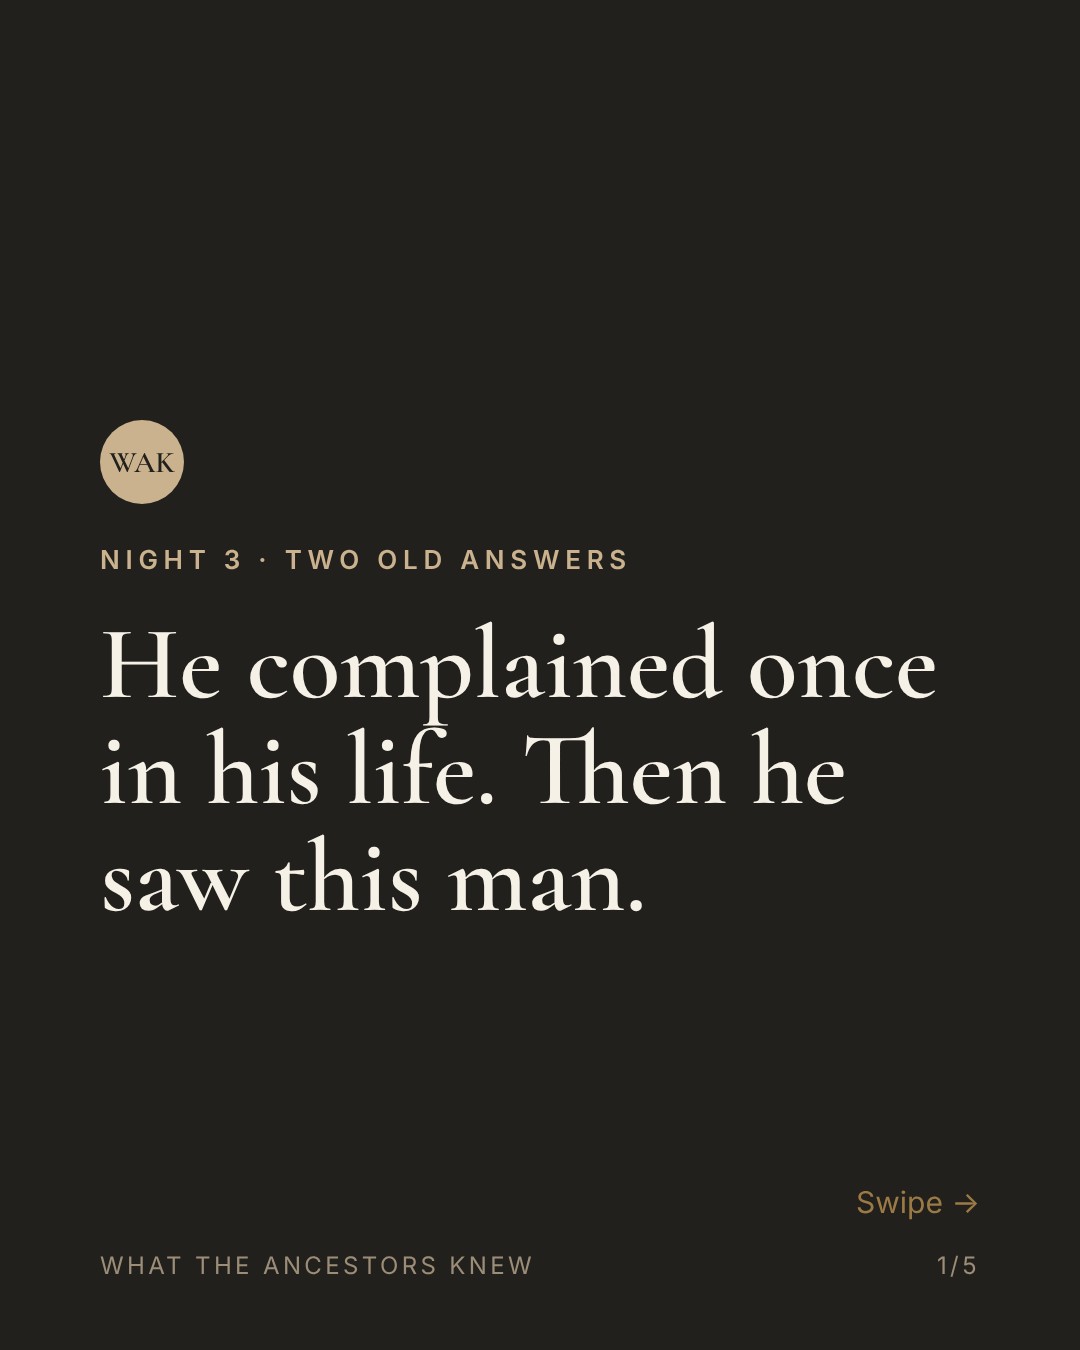 WAK
NIGHT 3 · TWO OLD ANSWERS
He complained once
in his life. Then he
saw this man.
Swipe →
WHAT THE ANCESTORS KNEW
1/5